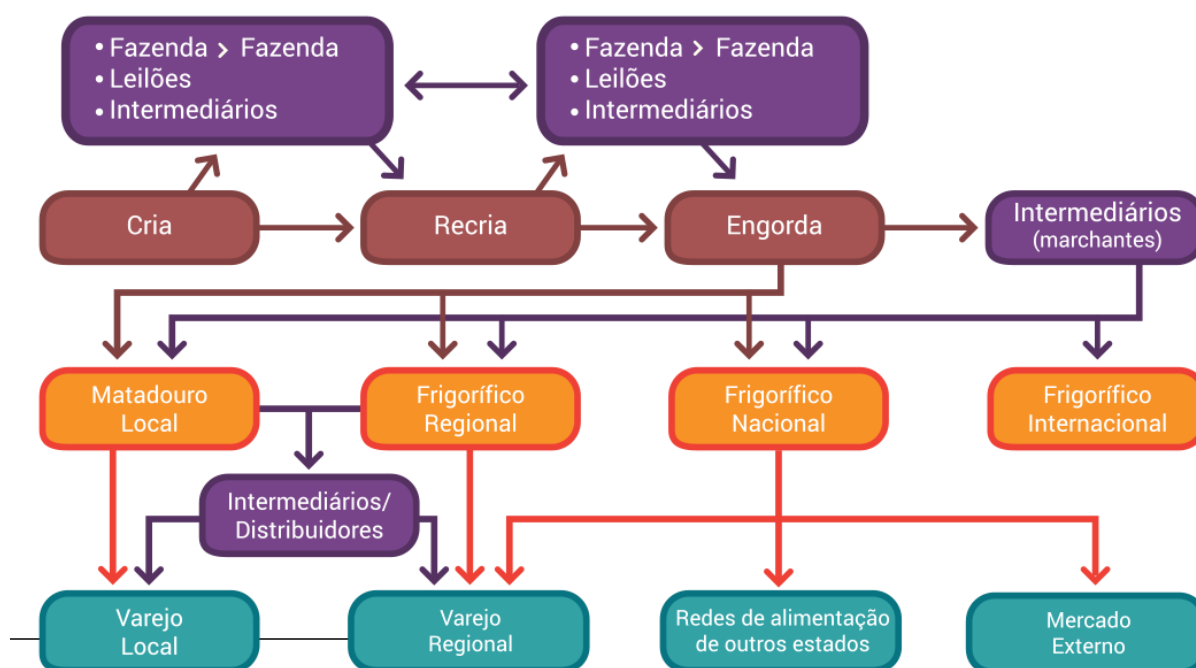 • Fazenda > Fazenda
• Leilões
• Intermediários
• Fazenda > Fazenda
• Leilões
• Intermediários
Cria
Recria
Engorda
Intermediários
(marchantes)
Matadouro
Local
Frigorífico
Regional
Frigorífico
Nacional
Frigorífico
Internacional
Intermediários/
Distribuidores
Varejo
Local
Varejo
Regional
Redes de alimentação
de outros estados
Mercado
Externo